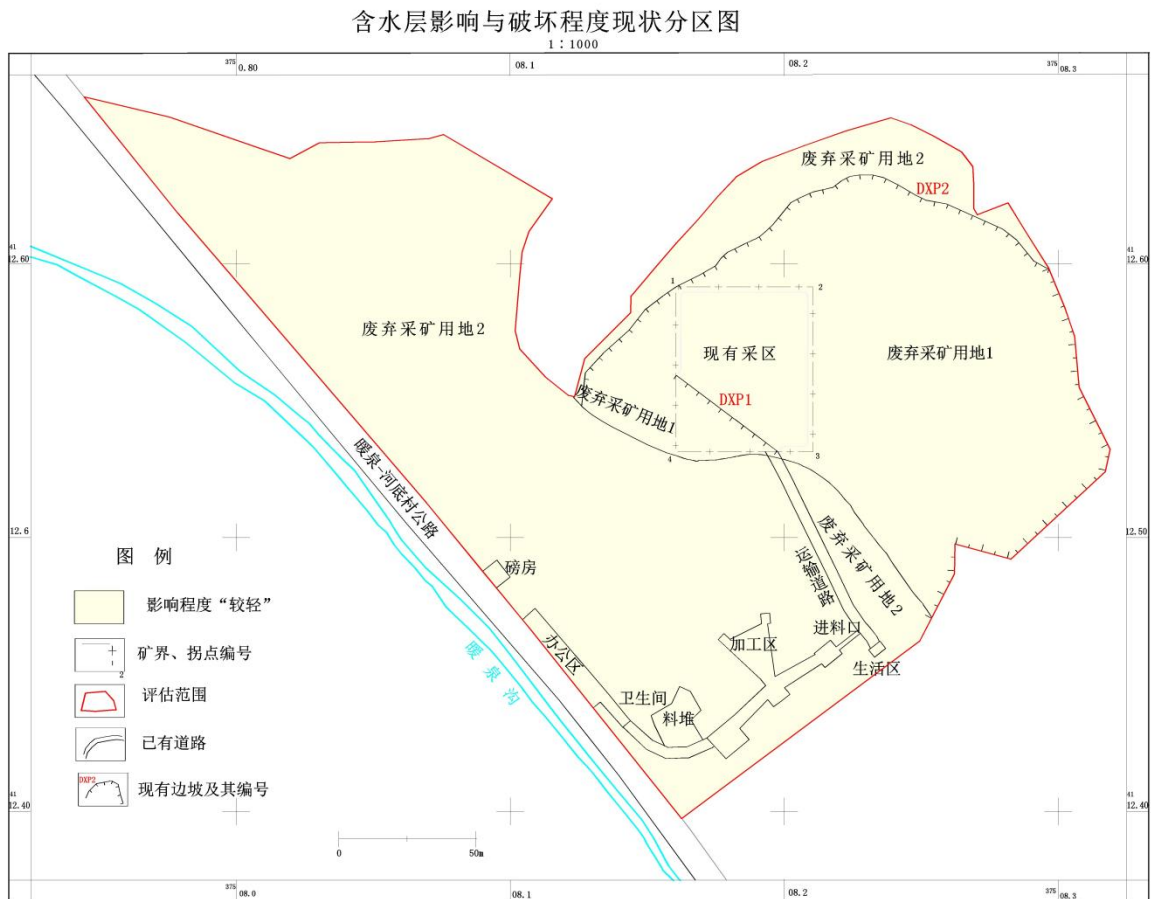 含水层影响与破坏程度现状分区图
1：1000
375 0.80
08.1
08.2
375 08.3
废弃采矿用地2
DXP2
41 12.60
41 12.60
1
2
废弃采矿用地2
现有采区
废弃采矿用地1
DXP1
废弃采矿用地1
4
3
暖泉-河底村公路
12.6
12.50
图 例
磅房
运输道路
废弃采矿用地2
影响程度“较轻”
进料口
加工区
办公区
矿界、拐点编号
2
生活区
暖泉沟
卫生间
评估范围
料堆
已有道路
DXP2
现有边坡及其编号
41 12.40
41 12.40
0
50m
375 08.0
08.1
08.2
375 08.3